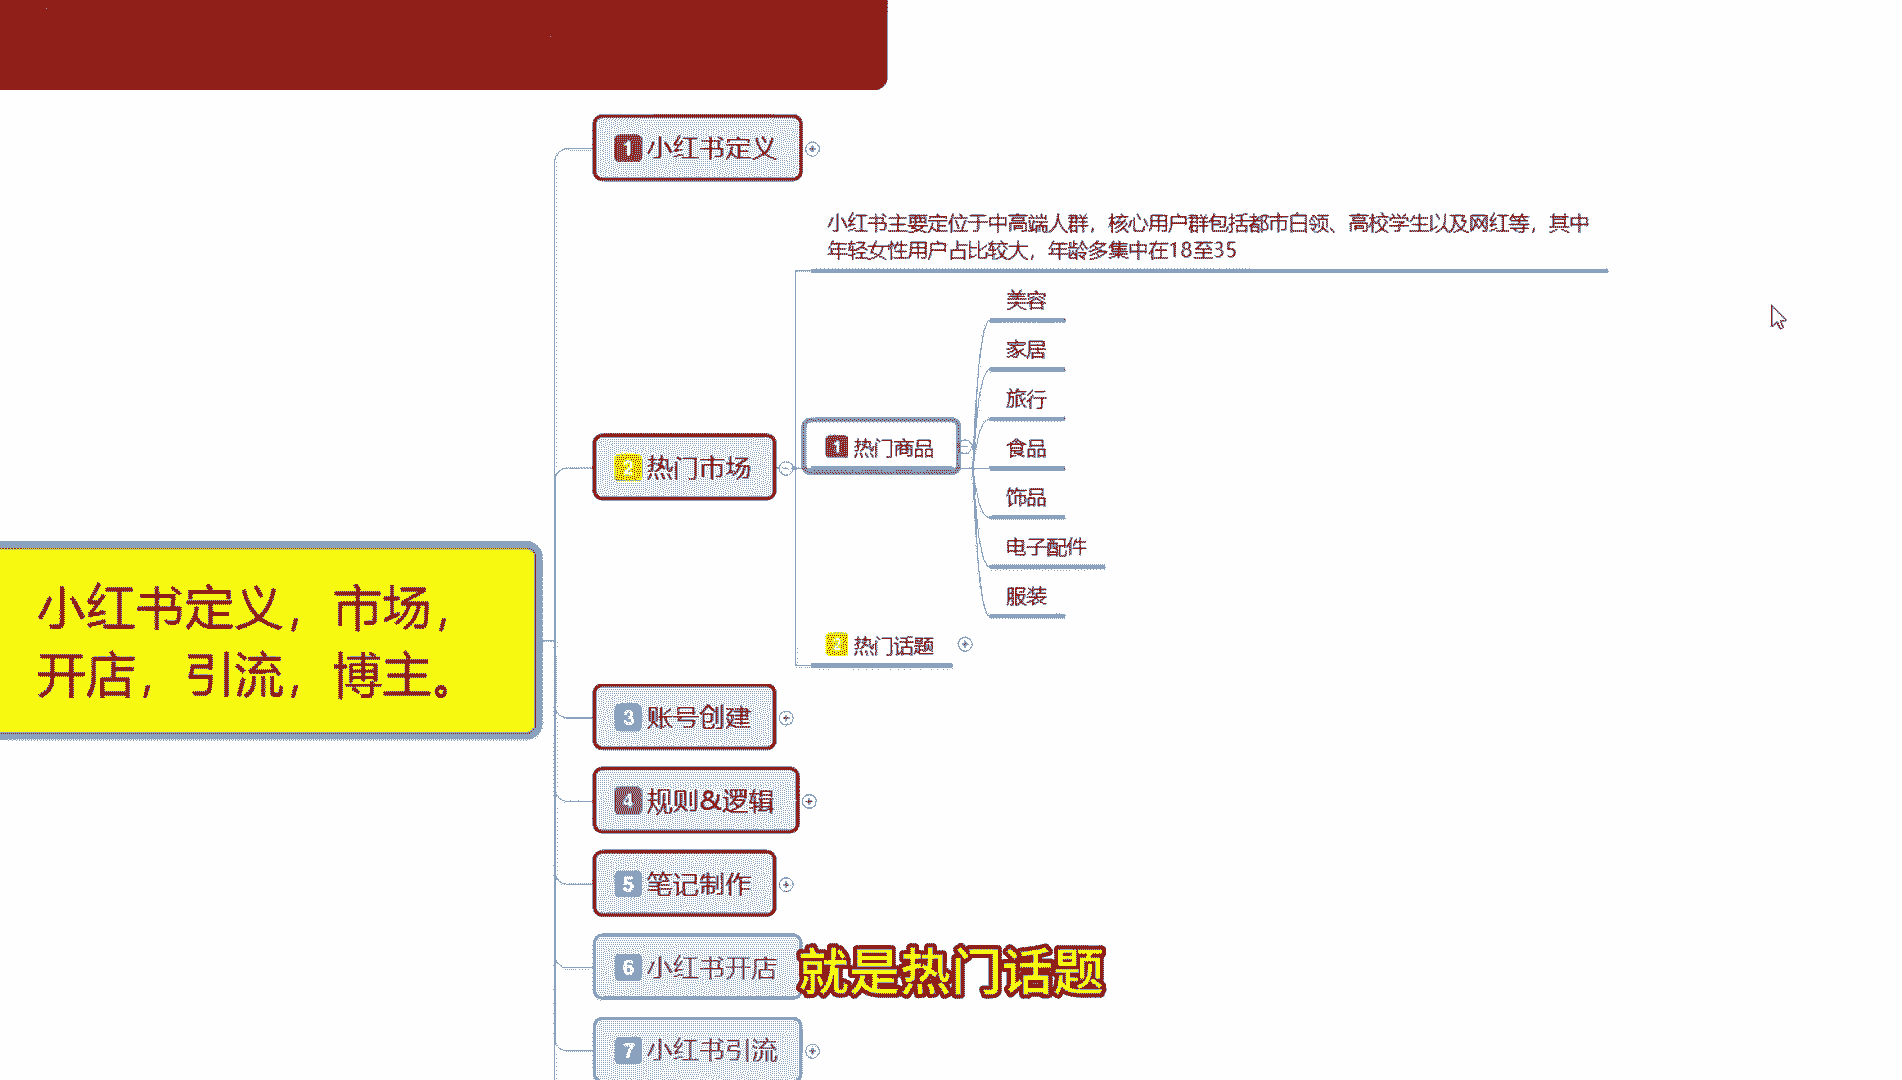 1 小红书定义
小红书主要定位于中高端人群，核心用户群包括都市白领、高校学生以及网红等，其中
年轻女性用户占比较大，年龄多集中在18至35
美容
家居
旅行
1 热门商品
食品
2 热门市场
饰品
电子配件
服装
2 热门话题
小红书定义，市场，
开店，引流，博主。
3 账号创建
4 规则&逻辑
5 笔记制作
6 小红书开店
就是热门话题
7 小红书引流